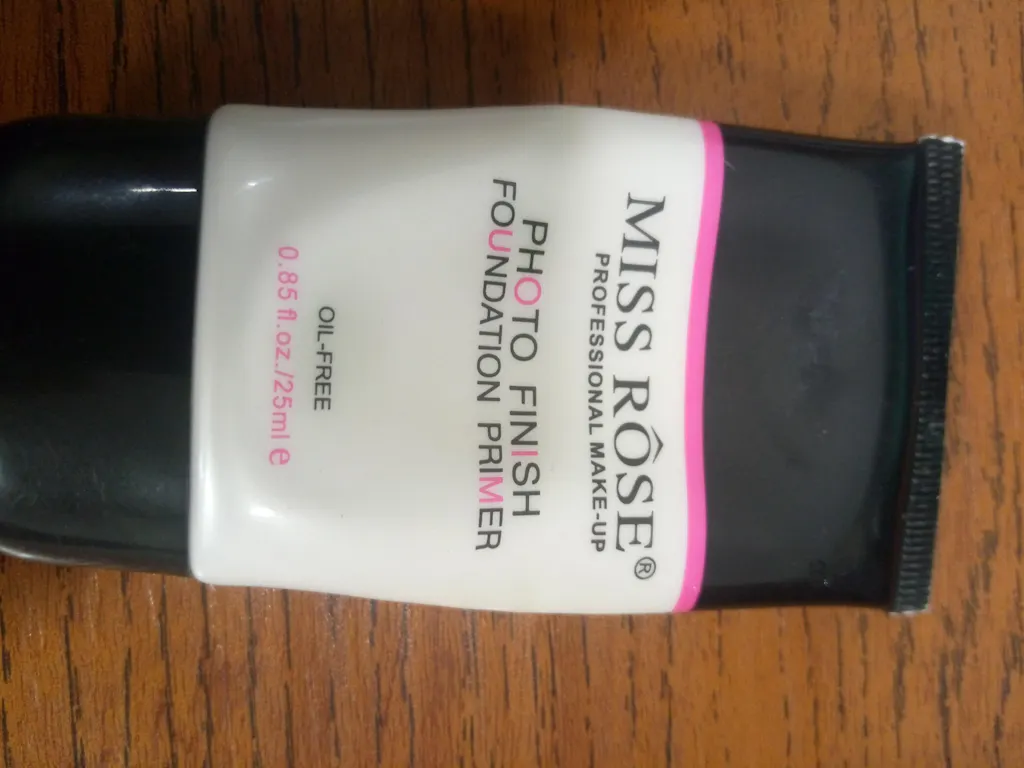 MISS RÔSE®
PROFESSIONAL MAKE-UP
PHOTO FINISH
FOUNDATION PRIMER
OIL-FREE
0.85 fl.oz./25ml ℮